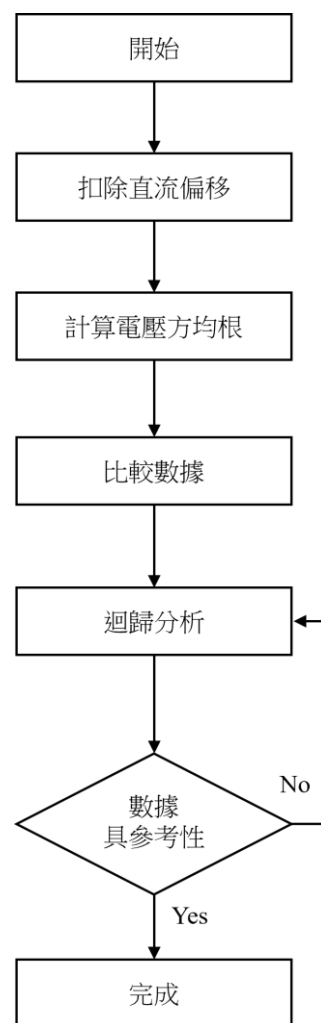 開始
扣除直流偏移
計算電壓方均根
比較數據
迴歸分析
數據
具參考性
No
Yes
完成